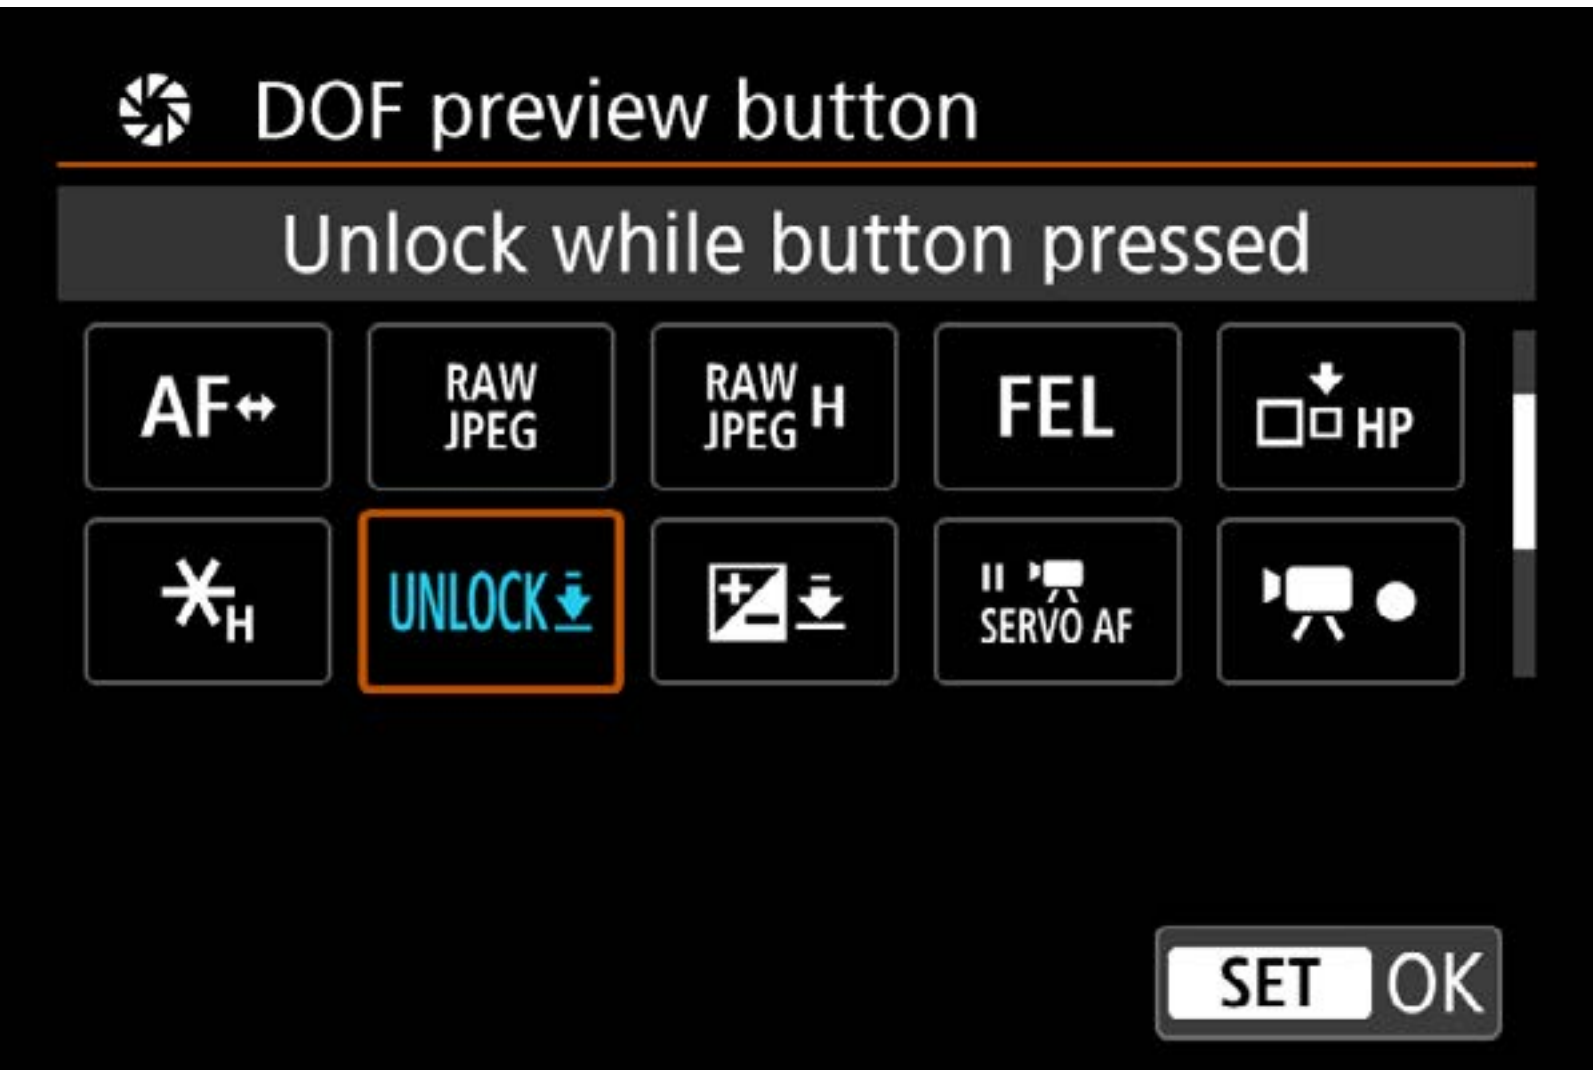 DOF preview button
Unlock while button pressed
AF
RAW
JPEG
RAW
JPEG H
FEL
HP
H
UNLOCK
SERVO AF
SET OK